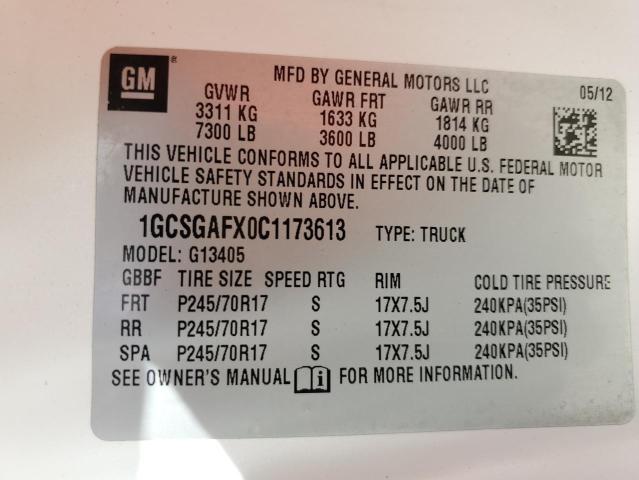 GM ®
MFD BY GENERAL MOTORS LLC
05/12
GVWR GAWR FRT GAWR RR
3311 KG 1633 KG 1814 KG
7300 LB 3600 LB 4000 LB
THIS VEHICLE CONFORMS TO ALL APPLICABLE U.S. FEDERAL MOTOR
VEHICLE SAFETY STANDARDS IN EFFECT ON THE DATE OF
MANUFACTURE SHOWN ABOVE.
1GCSGAFX0C1173613 TYPE: TRUCK
MODEL: G13405
GBBF TIRE SIZE SPEED RTG RIM COLD TIRE PRESSURE
FRT P245/70R17 S 17X7.5J 240KPA(35PSI)
RR P245/70R17 S 17X7.5J 240KPA(35PSI)
SPA P245/70R17 S 17X7.5J 240KPA(35PSI)
SEE OWNER'S MANUAL i FOR MORE INFORMATION.